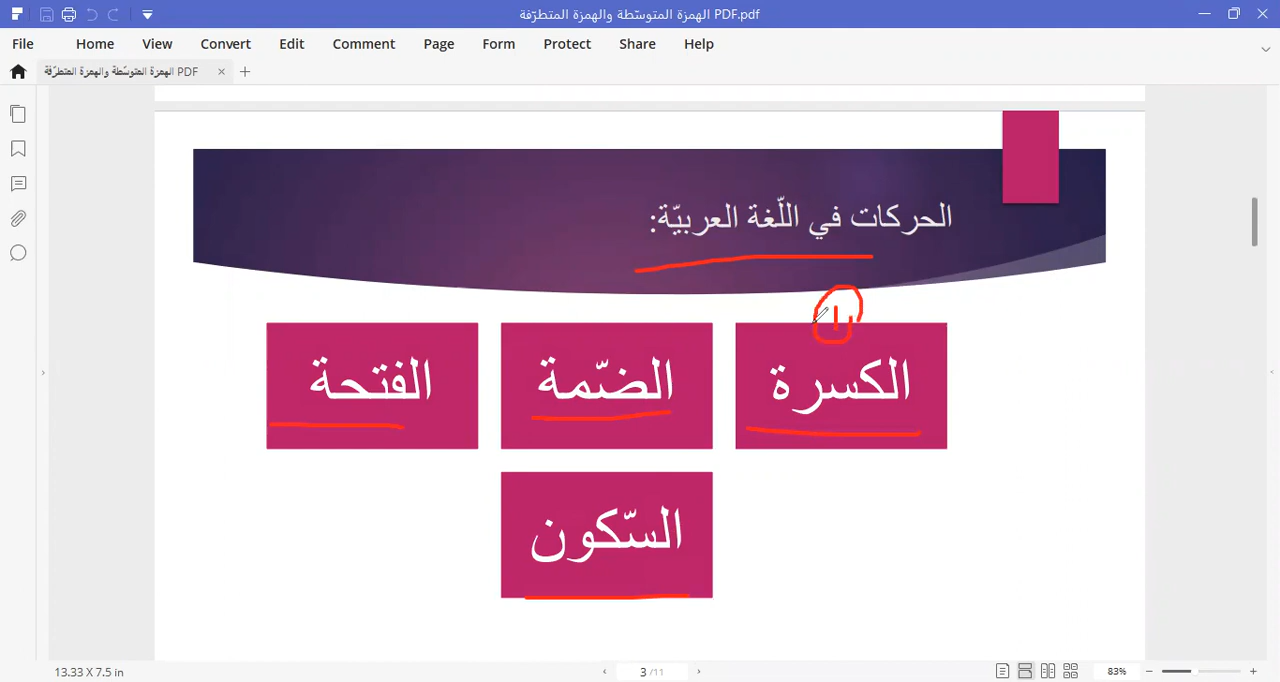 الهمزة المتوسّطة والهمزة المتطرّفة PDF.pdf
File Home View Convert Edit Comment Page Form Protect Share Help
الهمزة المتوسّطة والهمزة المتطرّفة PDF
الحركات في اللّغة العربيّة:
1
الكسرة الضّمة الفتحة
السّكون
13.33 X 7.5 in 3 /11 83%